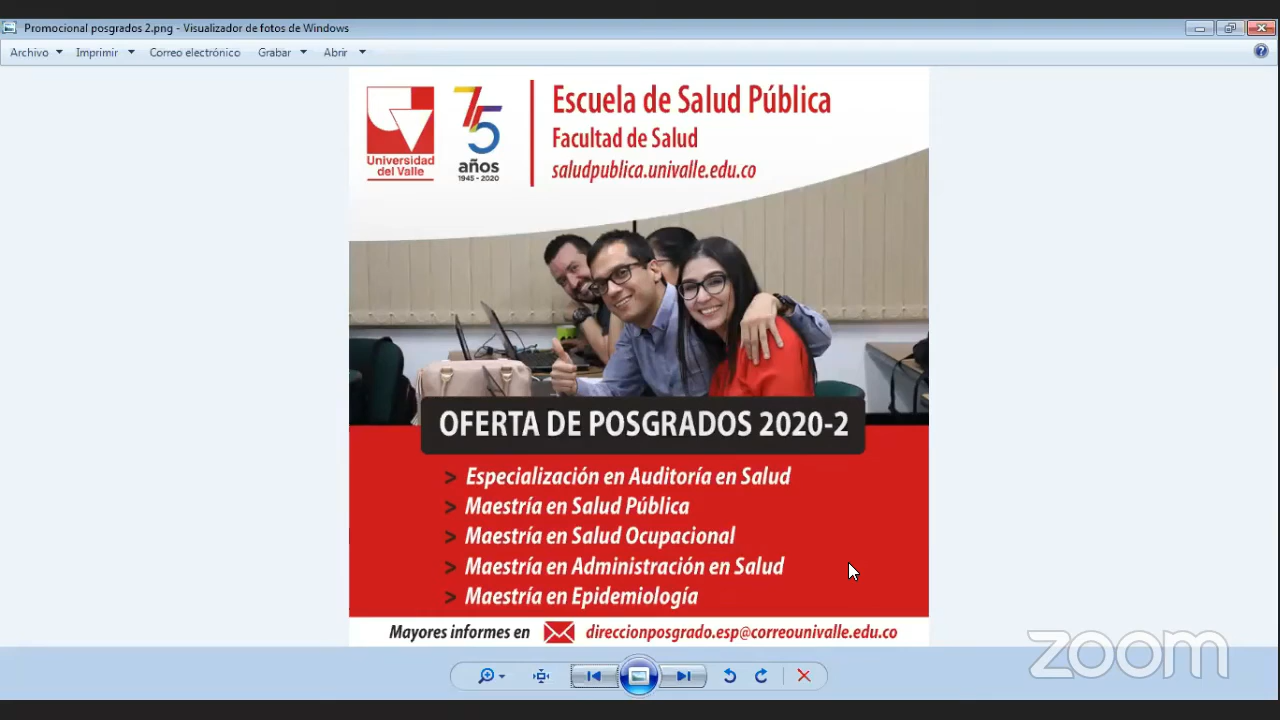 Promocional posgrados 2.png - Visualizador de fotos de Windows
Archivo Imprimir Correo electrónico Grabar Abrir
Universidad
del Valle
75
años
1945 - 2020
Escuela de Salud Pública
Facultad de Salud
saludpublica.univalle.edu.co
OFERTA DE POSGRADOS 2020-2
> Especialización en Auditoría en Salud
> Maestría en Salud Pública
> Maestría en Salud Ocupacional
> Maestría en Administración en Salud
> Maestría en Epidemiología
Mayores informes en direccionposgrado.esp@correounivalle.edu.co
zoom